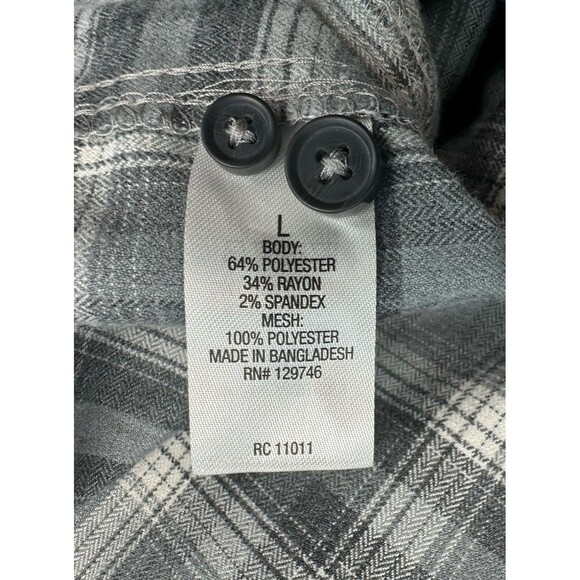 L
BODY:
64% POLYESTER
34% RAYON
2% SPANDEX
MESH:
100% POLYESTER
MADE IN BANGLADESH
RN# 129746
RC 11011